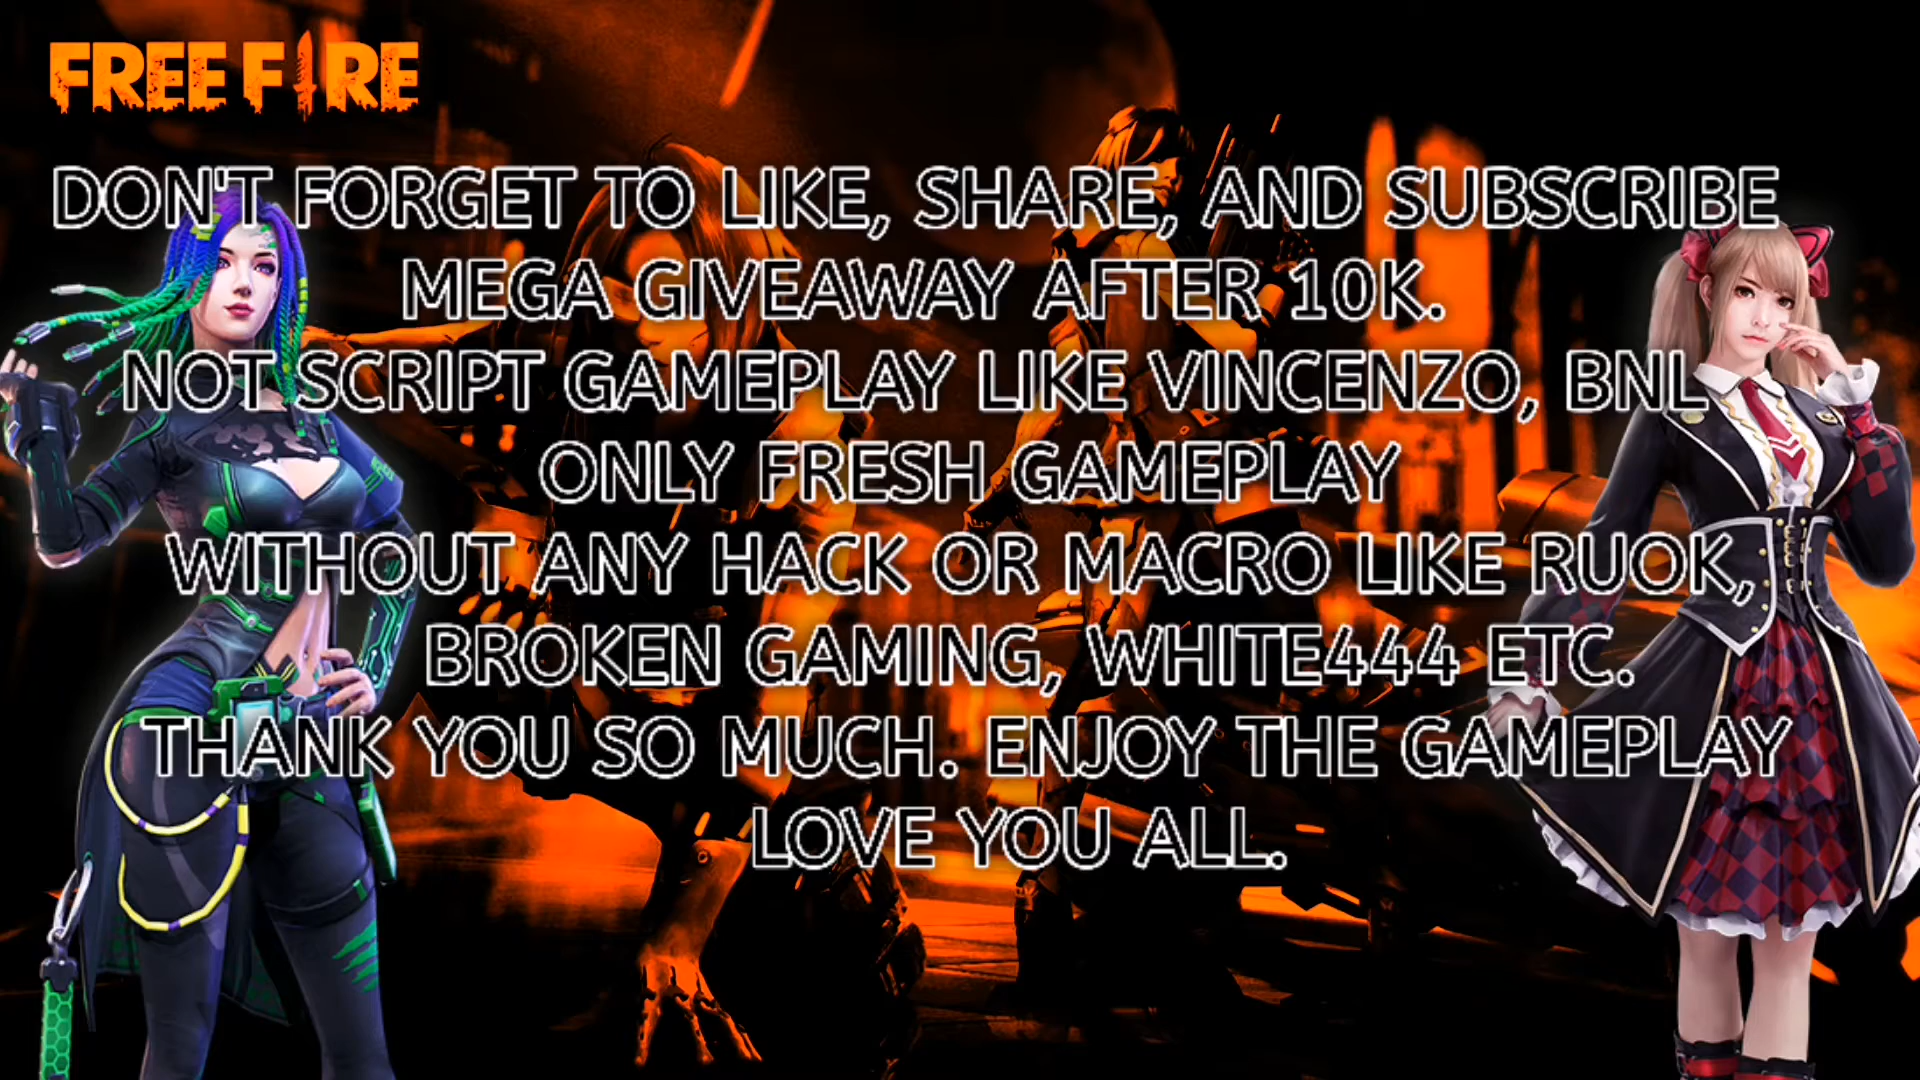 FREE FIRE
DON'T FORGET TO LIKE, SHARE, AND SUBSCRIBE
MEGA GIVEAWAY AFTER 10K.
NOT SCRIPT GAMEPLAY LIKE VINCENZO, BNL
ONLY FRESH GAMEPLAY
WITHOUT ANY HACK OR MACRO LIKE RUOK,
BROKEN GAMING, WHITE444 ETC.
THANK YOU SO MUCH. ENJOY THE GAMEPLAY
LOVE YOU ALL.